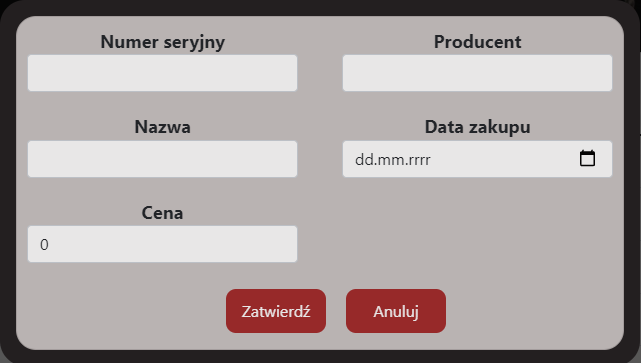 Numer seryjny
Producent
Nazwa
Data zakupu
dd.mm.rrrr
Cena
0
Zatwierdź
Anuluj